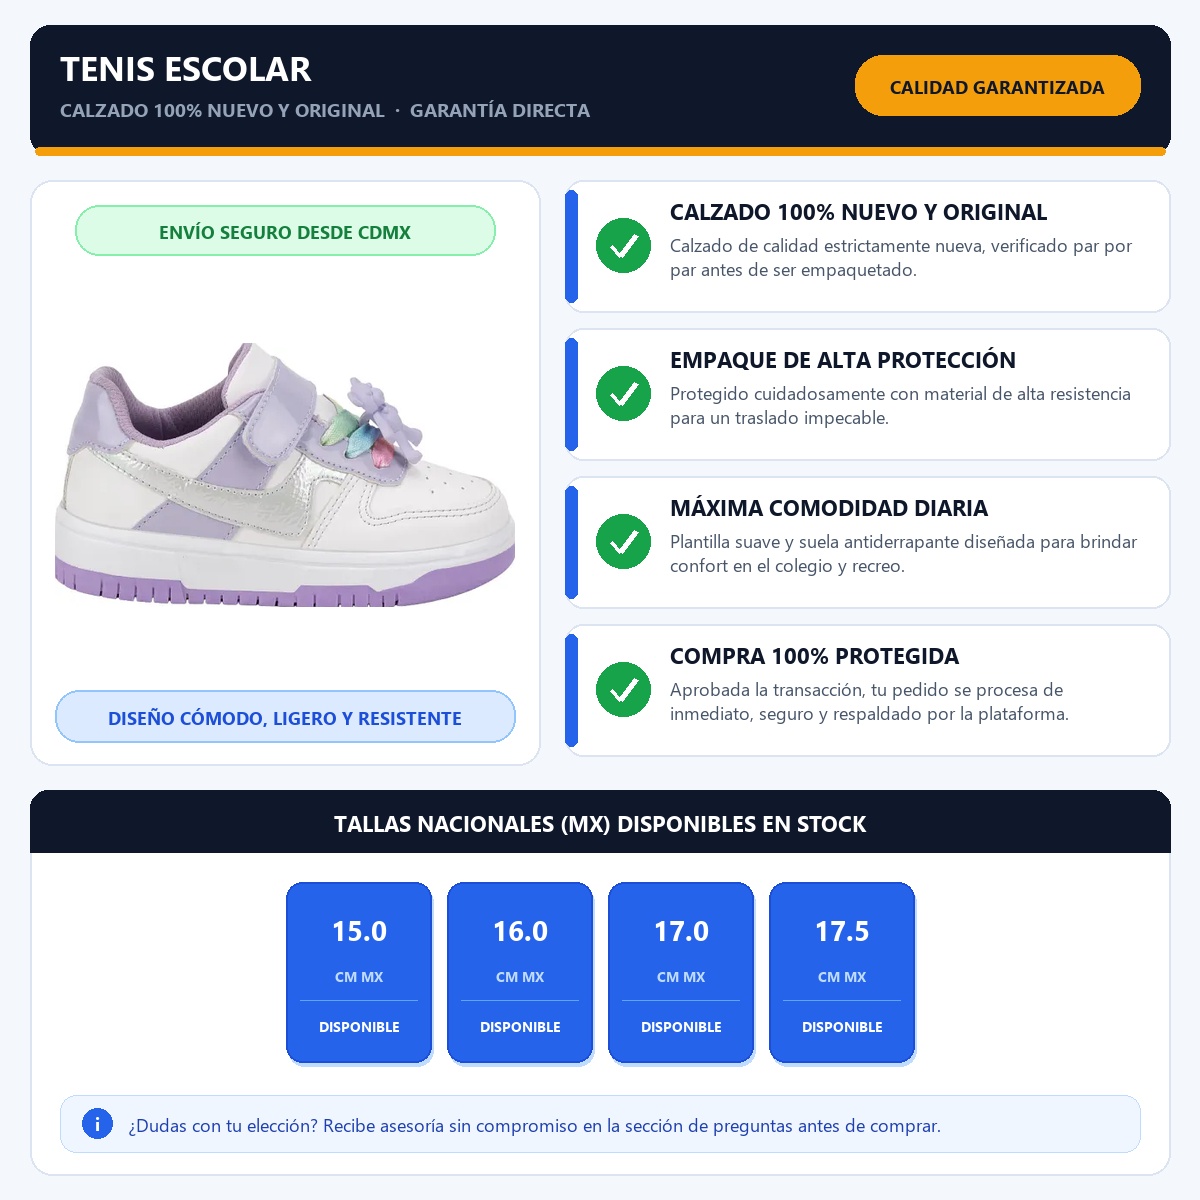 TENIS ESCOLAR
CALZADO 100% NUEVO Y ORIGINAL · GARANTÍA DIRECTA
CALIDAD GARANTIZADA
ENVÍO SEGURO DESDE CDMX
DISEÑO CÓMODO, LIGERO Y RESISTENTE
CALZADO 100% NUEVO Y ORIGINAL
Calzado de calidad estrictamente nueva, verificado par por
par antes de ser empaquetado.
EMPAQUE DE ALTA PROTECCIÓN
Protegido cuidadosamente con material de alta resistencia
para un traslado impecable.
MÁXIMA COMODIDAD DIARIA
Plantilla suave y suela antiderrapante diseñada para brindar
confort en el colegio y recreo.
COMPRA 100% PROTEGIDA
Aprobada la transacción, tu pedido se procesa de
inmediato, seguro y respaldado por la plataforma.
TALLAS NACIONALES (MX) DISPONIBLES EN STOCK
15.0
CM MX
DISPONIBLE
16.0
CM MX
DISPONIBLE
17.0
CM MX
DISPONIBLE
17.5
CM MX
DISPONIBLE
¿Dudas con tu elección? Recibe asesoría sin compromiso en la sección de preguntas antes de comprar.